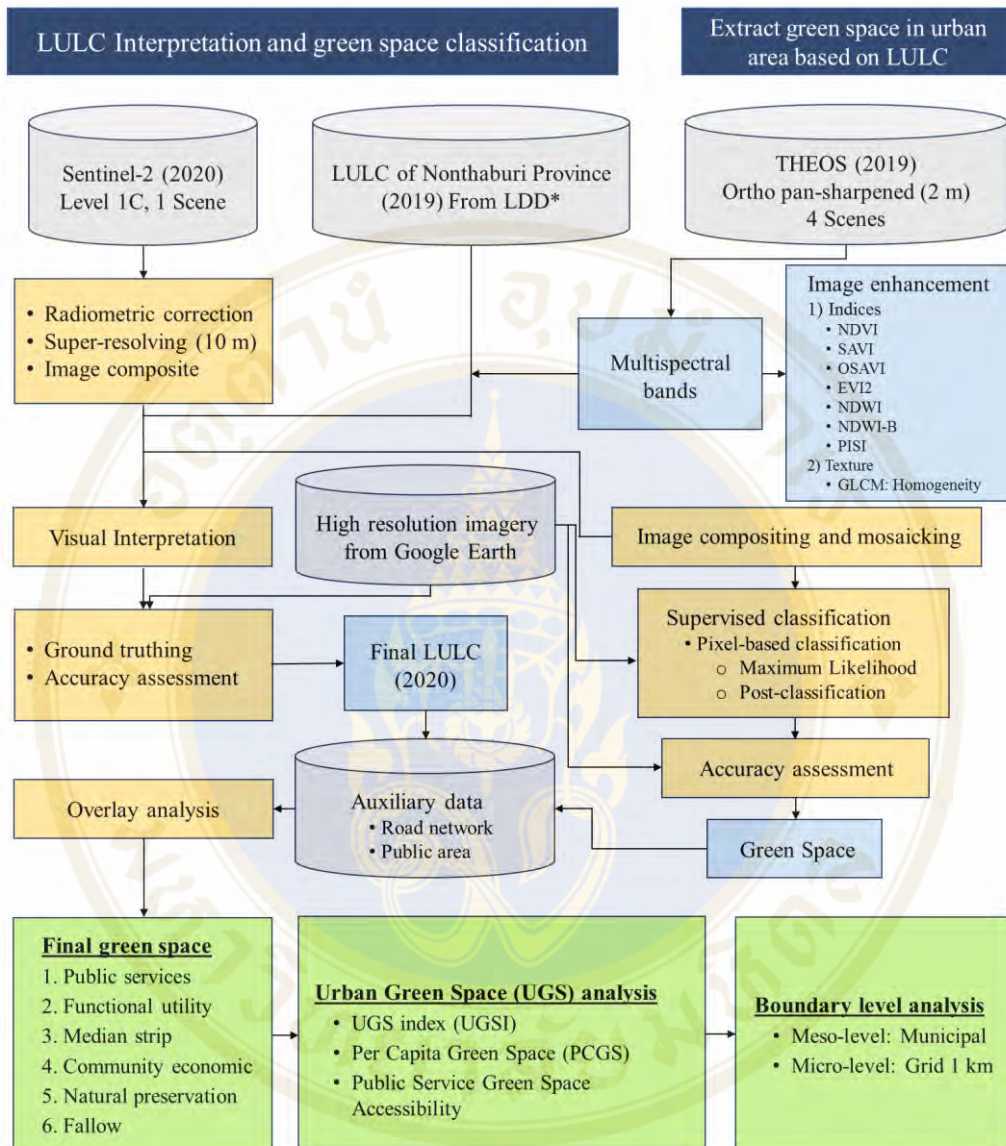 LULC Interpretation and green space classification
Extract green space in urban
area based on LULC
Sentinel-2 (2020)
Level 1C, 1 Scene
LULC of Nonthaburi Province
(2019) From LDD*
THEOS (2019)
Ortho pan-sharpened (2 m)
4 Scenes
• Radiometric correction
• Super-resolving (10 m)
• Image composite
Multispectral
bands
Image enhancement
1) Indices
• NDVI
• SAVI
• OSAVI
• EVI2
• NDWI
• NDWI-B
• PISI
2) Texture
• GLCM: Homogeneity
Visual Interpretation
High resolution imagery
from Google Earth
Image compositing and mosaicking
• Ground truthing
• Accuracy assessment
Final LULC
(2020)
Supervised classification
• Pixel-based classification
o Maximum Likelihood
o Post-classification
Accuracy assessment
Overlay analysis
Auxiliary data
• Road network
• Public area
Green Space
Final green space
1. Public services
2. Functional utility
3. Median strip
4. Community economic
5. Natural preservation
6. Fallow
Urban Green Space (UGS) analysis
• UGS index (UGSI)
• Per Capita Green Space (PCGS)
• Public Service Green Space
Accessibility
Boundary level analysis
• Meso-level: Municipal
• Micro-level: Grid 1 km